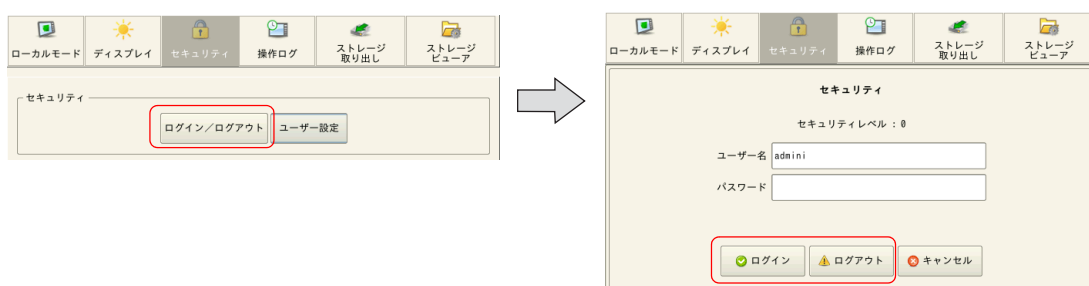 ローカルモード ディスプレイ セキュリティ 操作ログ ストレージ取り出し ストレージビューア
セキュリティ
ログイン／ログアウト ユーザー設定
ローカルモード ディスプレイ セキュリティ 操作ログ ストレージ取り出し ストレージビューア
セキュリティ
セキュリティレベル : 0
ユーザー名 admini
パスワード
ログイン ログアウト キャンセル